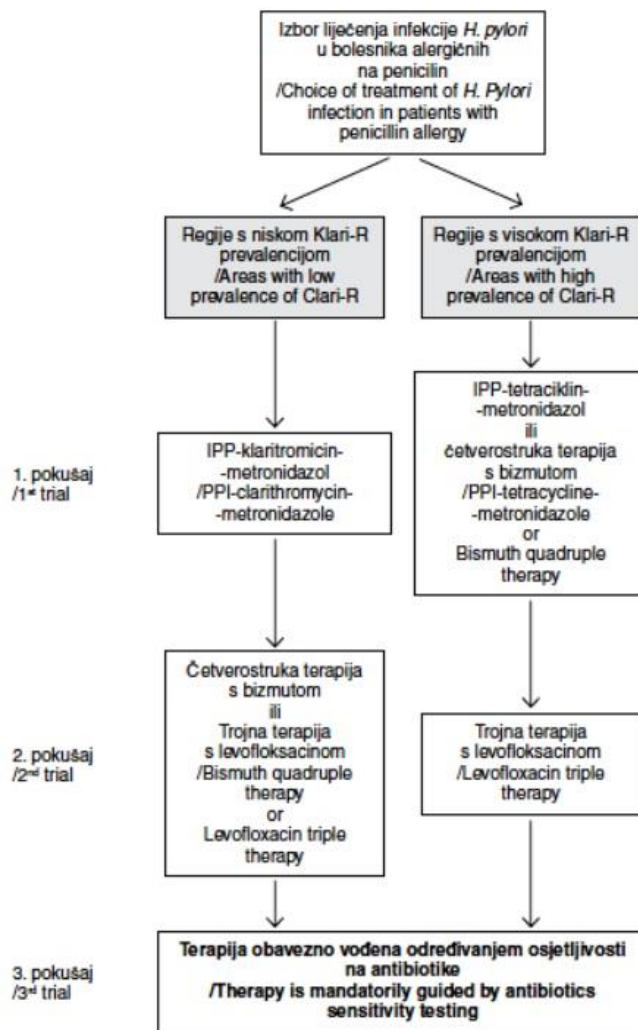 Izbor liječenja infekcije H. pylori
u bolesnika alergičnih
na penicilin
/Choice of treatment of H. Pylori
infection in patients with
penicillin allergy
Regije s niskom Klari-R
prevalencijom
/Areas with low
prevalence of Clari-R
Regije s visokom Klari-R
prevalencijom
/Areas with high
prevalence of Clari-R
1. pokušaj
/1st trial
IPP-klaritromicin-
-metronidazol
/PPI-clarithromycin-
-metronidazole
IPP-tetraciklin-
-metronidazol
ili
četverostruka terapija
s bizmutom
/PPI-tetracycline-
-metronidazole
or
Bismuth quadruple
therapy
2. pokušaj
/2nd trial
Četverostruka terapija
s bizmutom
ili
Trojna terapija
s levofloksacinom
/Bismuth quadruple
therapy
or
Levofloxacin triple
therapy
Trojna terapija
s levofloksacinom
/Levofloxacin triple
therapy
3. pokušaj
/3rd trial
Terapija obavezno vođena određivanjem osjetljivosti
na antibiotike
/Therapy is mandatorily guided by antibiotics
sensitivity testing